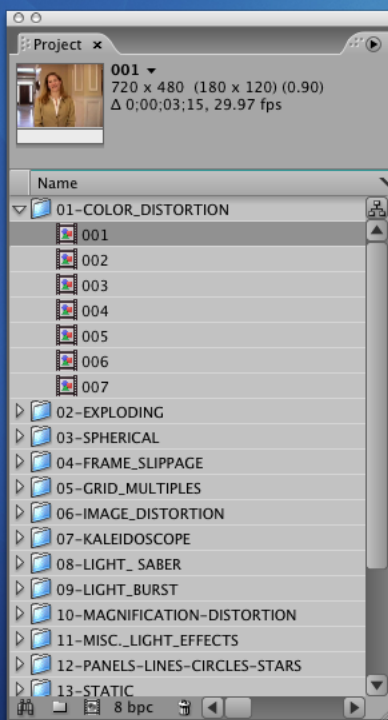 Project
001
720 x 480 (180 x 120) (0.90)
Δ 0;00;03;15, 29.97 fps
Name
01-COLOR_DISTORTION
001
002
003
004
005
006
007
02-EXPLODING
03-SPHERICAL
04-FRAME_SLIPPAGE
05-GRID_MULTIPLES
06-IMAGE_DISTORTION
07-KALEIDOSCOPE
08-LIGHT_ SABER
09-LIGHT_BURST
10-MAGNIFICATION-DISTORTION
11-MISC._LIGHT_EFFECTS
12-PANELS-LINES-CIRCLES-STARS
13-STATIC
8 bpc